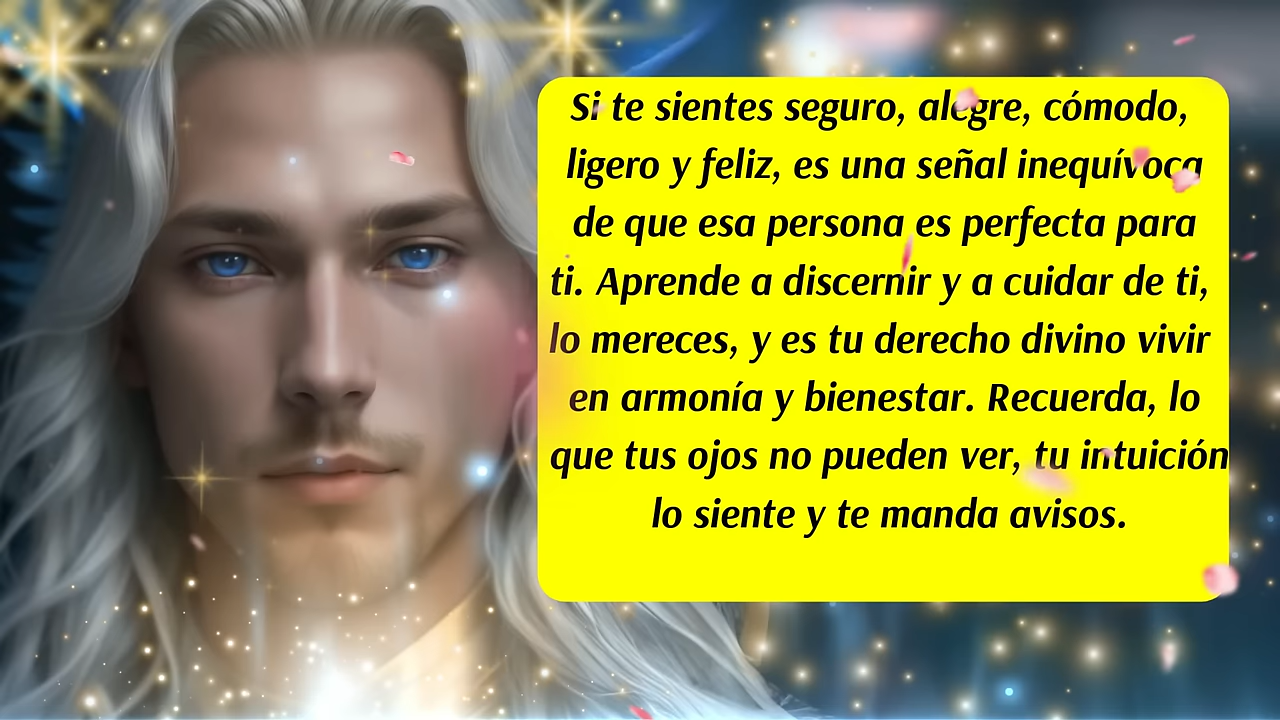 Si te sientes seguro, alegre, cómodo,
ligero y feliz, es una señal inequívoca
de que esa persona es perfecta para
ti. Aprende a discernir y a cuidar de ti,
lo mereces, y es tu derecho divino vivir
en armonía y bienestar. Recuerda, lo
que tus ojos no pueden ver, tu intuición
lo siente y te manda avisos.